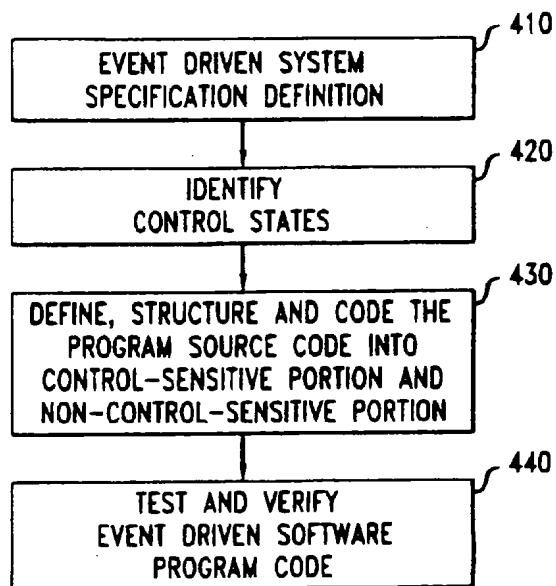 410
EVENT DRIVEN SYSTEM
SPECIFICATION DEFINITION
420
IDENTIFY
CONTROL STATES
430
DEFINE, STRUCTURE AND CODE THE
PROGRAM SOURCE CODE INTO
CONTROL-SENSITIVE PORTION AND
NON-CONTROL-SENSITIVE PORTION
440
TEST AND VERIFY
EVENT DRIVEN SOFTWARE
PROGRAM CODE